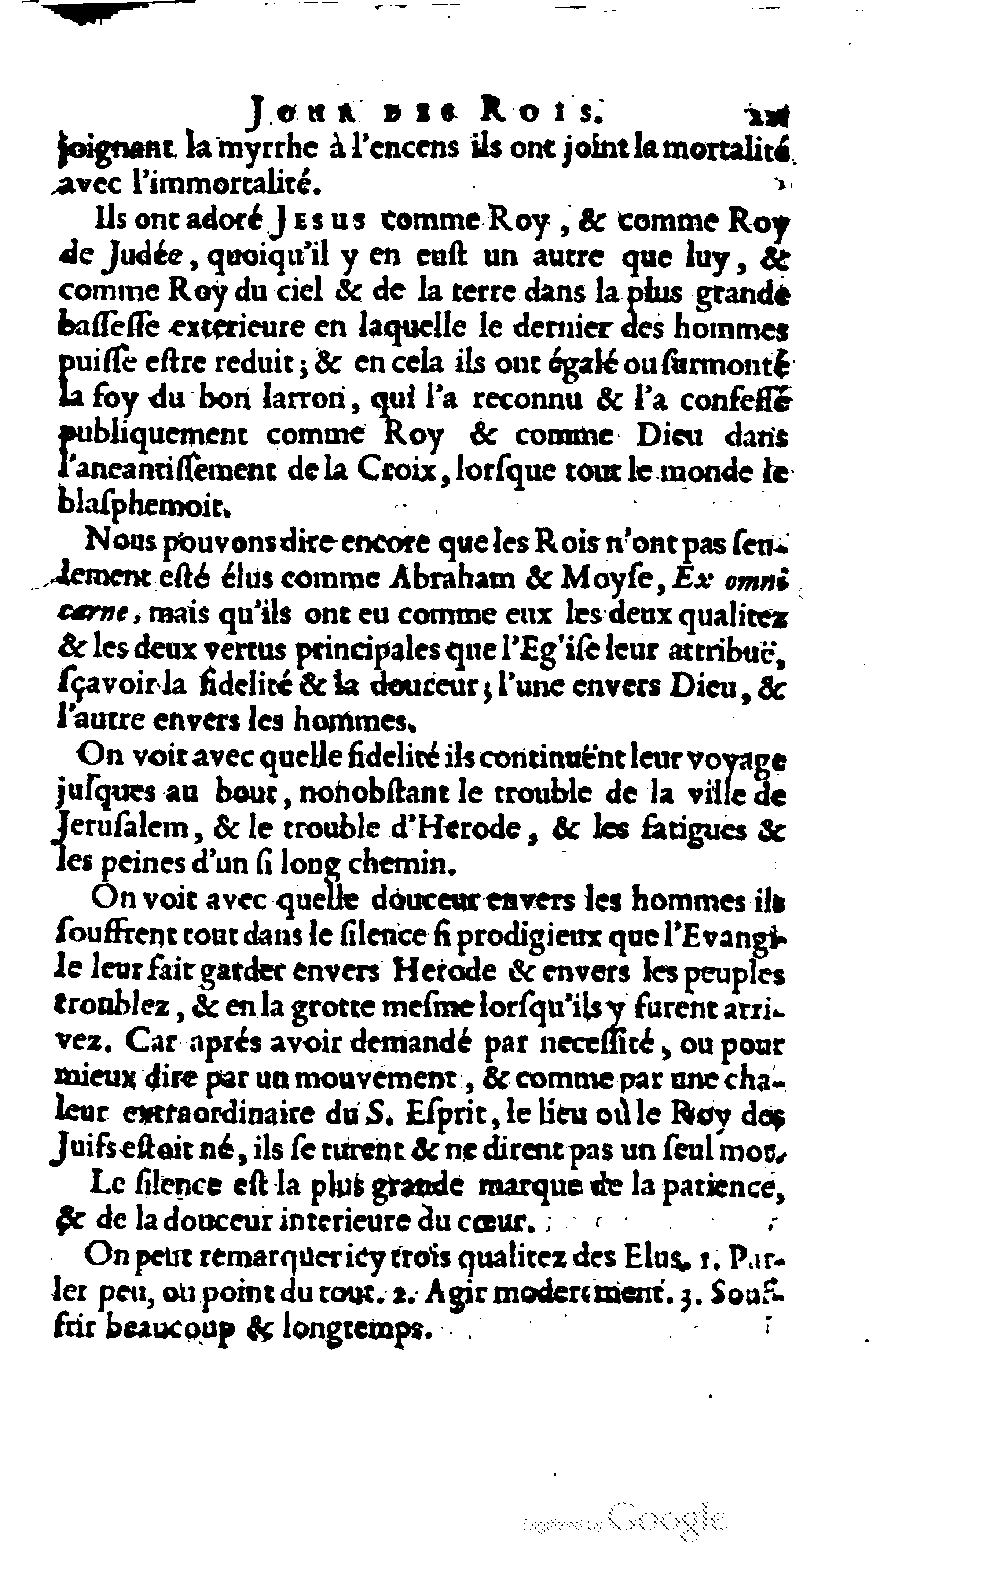 JOUR DES ROIS.
joignant la myrrhe à l'encens ils ont joint la mortalité
avec l'immortalité.
Ils ont adoré JESUS comme Roy, & comme Roy
de Judée, quoiqu'il y en euſt un autre que luy, &
comme Roy du ciel & de la terre dans la plus grande
baſſeſſe exterieure en laquelle le dernier des hommes
puiſſe eſtre reduit; & en cela ils ont égalé ou ſurmonté
la foy du bon larron, qui l'a reconnu & l'a confeſſé
publiquement comme Roy & comme Dieu dans
l'aneantiſſement de la Croix, lorſque tout le monde le
blaſphemoit.
Nous pouvons dire encore que les Rois n'ont pas ſeu-
lement eſté élus comme Abraham & Moyſe, Ex omni
carne, mais qu'ils ont eu comme eux les deux qualitez
& les deux vertus principales que l'Egliſe leur attribuë,
ſçavoir la fidelité & la douceur; l'une envers Dieu, &
l'autre envers les hommes.
On voit avec quelle fidelité ils continuënt leur voyage
juſques au bout, nonobſtant le trouble de la ville de
Jeruſalem, & le trouble d'Herode, & les fatigues &
les peines d'un ſi long chemin.
On voit avec quelle douceur envers les hommes ils
ſouffrent tout dans le ſilence ſi prodigieux que l'Evangi-
le leur fait garder envers Herode & envers les peuples
troublez, & en la grotte meſme lorſqu'ils y furent arri-
vez. Car aprés avoir demandé par neceſſité, ou pour
mieux dire par un mouvement, & comme par une cha-
leur extraordinaire du S. Eſprit, le lieu où le Roy des
Juifs eſtoit né, ils ſe turent & ne dirent pas un ſeul mot.
Le ſilence eſt la plus grande marque de la patience,
& de la douceur interieure du cœur.
On peut remarquer icy trois qualitez des Elus. 1. Par-
ler peu, ou point du tout. 2. Agir moderément. 3. Souf-
frir beaucoup & longtemps.
Digitized by Google